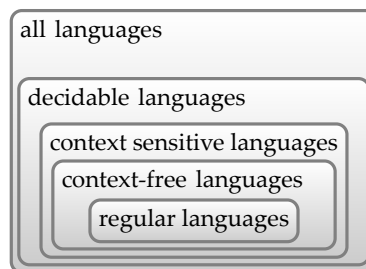 all languages
decidable languages
context sensitive languages
context-free languages
regular languages